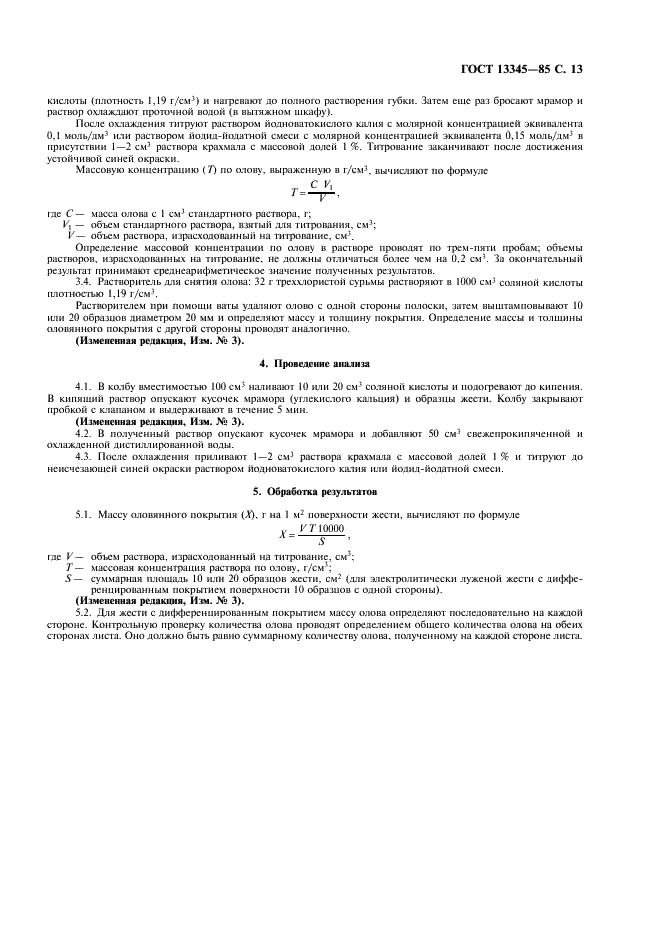 ГОСТ 13345—85 С. 13
кислоты (плотность 1,19 г/см³) и нагревают до полного растворения губки. Затем еще раз бросают мрамор и
раствор охлаждают проточной водой (в вытяжном шкафу).
После охлаждения титруют раствором йодноватокислого калия с молярной концентрацией эквивалента
0,1 моль/дм³ или раствором йодид-йодатной смеси с молярной концентрацией эквивалента 0,15 моль/дм³ в
присутствии 1—2 см³ раствора крахмала с массовой долей 1 %. Титрование заканчивают после достижения
устойчивой синей окраски.
Массовую концентрацию (T) по олову, выраженную в г/см³, вычисляют по формуле
T = C V₁ / V ,
где C — масса олова с 1 см³ стандартного раствора, г;
V₁ — объем стандартного раствора, взятый для титрования, см³;
V — объем раствора, израсходованный на титрование, см³.
Определение массовой концентрации по олову в растворе проводят по трем-пяти пробам; объемы
растворов, израсходованных на титрование, не должны отличаться более чем на 0,2 см³. За окончательный
результат принимают среднеарифметическое значение полученных результатов.
3.4. Растворитель для снятия олова: 32 г треххлористой сурьмы растворяют в 1000 см³ соляной кислоты
плотностью 1,19 г/см³.
Растворителем при помощи ваты удаляют олово с одной стороны полоски, затем выштамповывают 10
или 20 образцов диаметром 20 мм и определяют массу и толщину покрытия. Определение массы и толщины
оловянного покрытия с другой стороны проводят аналогично.
(Измененная редакция, Изм. № 3).
4. Проведение анализа
4.1. В колбу вместимостью 100 см³ наливают 10 или 20 см³ соляной кислоты и подогревают до кипения.
В кипящий раствор опускают кусочек мрамора (углекислого кальция) и образцы жести. Колбу закрывают
пробкой с клапаном и выдерживают в течение 5 мин.
(Измененная редакция, Изм. № 3).
4.2. В полученный раствор опускают кусочек мрамора и добавляют 50 см³ свежепрокипяченной и
охлажденной дистиллированной воды.
4.3. После охлаждения приливают 1—2 см³ раствора крахмала с массовой долей 1 % и титруют до
неисчезающей синей окраски раствором йодноватокислого калия или йодид-йодатной смеси.
5. Обработка результатов
5.1. Массу оловянного покрытия (X), г на 1 м² поверхности жести, вычисляют по формуле
X = V T 10000 / S ,
где V — объем раствора, израсходованный на титрование, см³;
T — массовая концентрация раствора по олову, г/см³;
S — суммарная площадь 10 или 20 образцов жести, см² (для электролитически луженой жести с диффе-
ренцированным покрытием поверхности 10 образцов с одной стороны).
(Измененная редакция, Изм. № 3).
5.2. Для жести с дифференцированным покрытием массу олова определяют последовательно на каждой
стороне. Контрольную проверку количества олова проводят определением общего количества олова на обеих
сторонах листа. Оно должно быть равно суммарному количеству олова, полученному на каждой стороне листа.